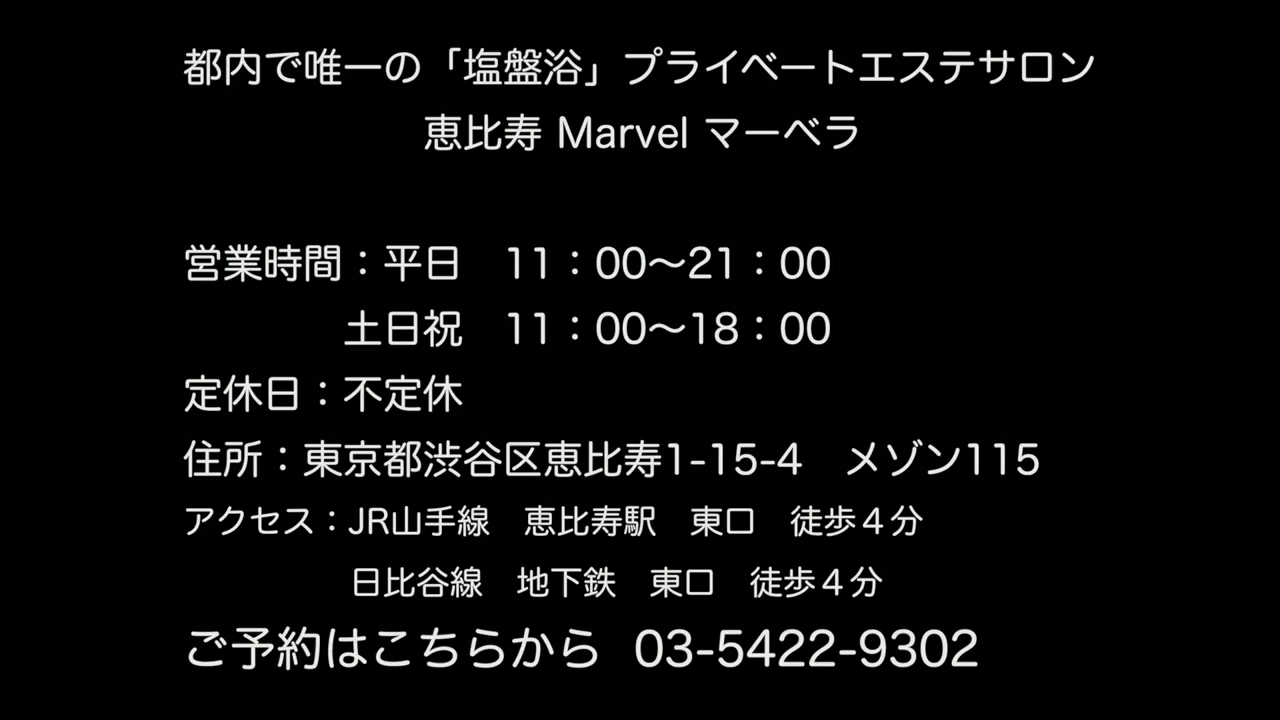 都内で唯一の「塩盤浴」プライベートエステサロン
恵比寿 Marvel マーベラ
営業時間：平日　11：00〜21：00
土日祝　11：00〜18：00
定休日：不定休
住所：東京都渋谷区恵比寿1-15-4　メゾン115
アクセス：JR山手線　恵比寿駅　東口　徒歩４分
日比谷線　地下鉄　東口　徒歩４分
ご予約はこちらから 03-5422-9302